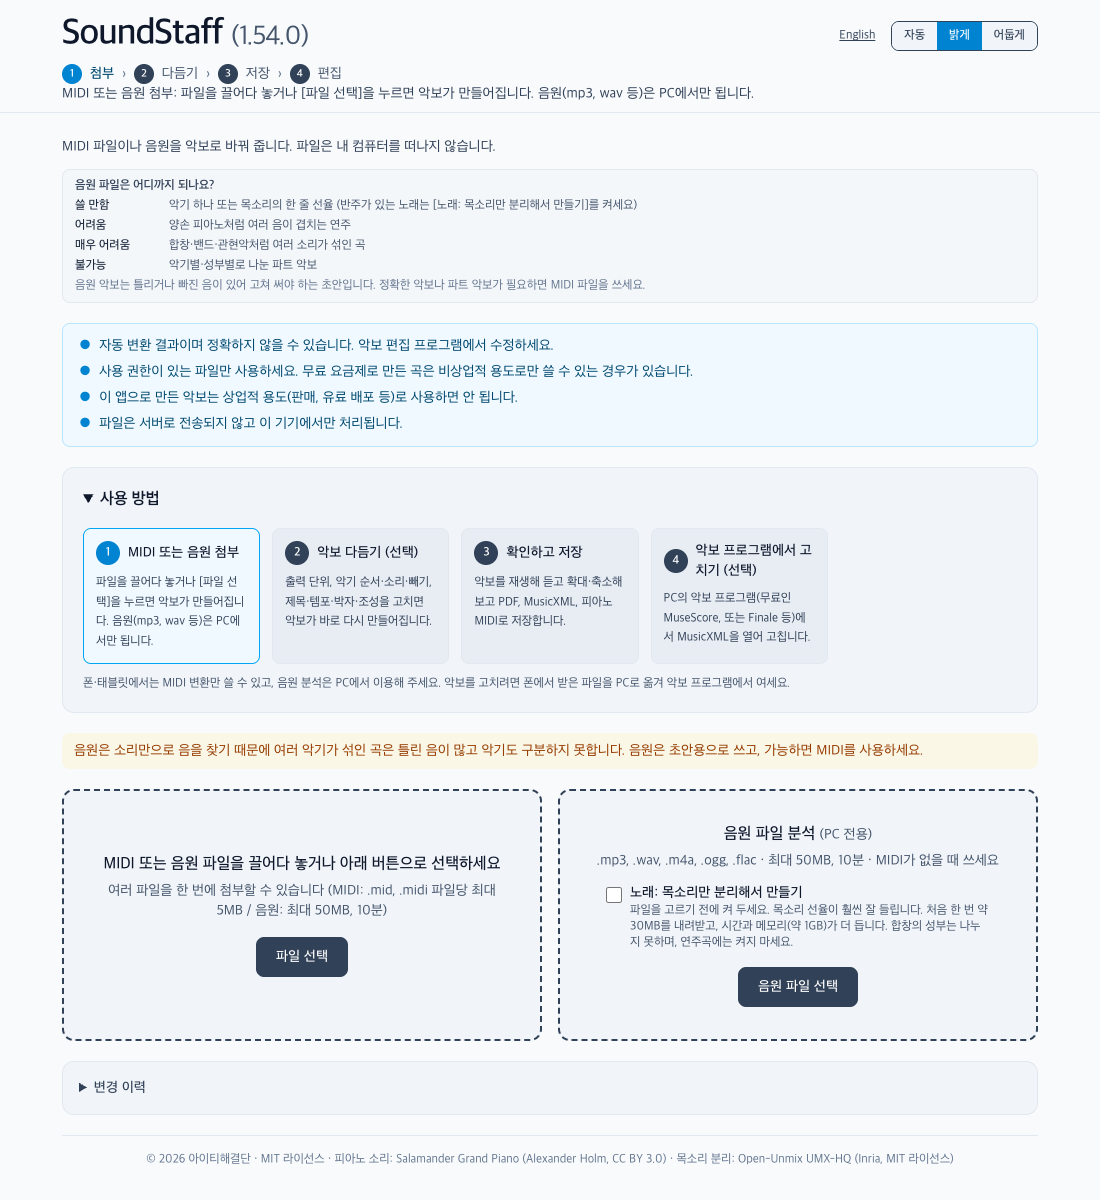 SoundStaff (1.54.0)
English
자동 밝게 어둡게
1 첨부 › 2 다듬기 › 3 저장 › 4 편집
MIDI 또는 음원 첨부: 파일을 끌어다 놓거나 [파일 선택]을 누르면 악보가 만들어집니다. 음원(mp3, wav 등)은 PC에서만 됩니다.
MIDI 파일이나 음원을 악보로 바꿔 줍니다. 파일은 내 컴퓨터를 떠나지 않습니다.
음원 파일은 어디까지 되나요?
쓸 만함 악기 하나 또는 목소리의 한 줄 선율 (반주가 있는 노래는 [노래: 목소리만 분리해서 만들기]를 켜세요)
어려움 양손 피아노처럼 여러 음이 겹치는 연주
매우 어려움 합창·밴드·관현악처럼 여러 소리가 섞인 곡
불가능 악기별·성부별로 나눈 파트 악보
음원 악보는 틀리거나 빠진 음이 있어 고쳐 써야 하는 초안입니다. 정확한 악보나 파트 악보가 필요하면 MIDI 파일을 쓰세요.
자동 변환 결과이며 정확하지 않을 수 있습니다. 악보 편집 프로그램에서 수정하세요.
사용 권한이 있는 파일만 사용하세요. 무료 요금제로 만든 곡은 비상업적 용도로만 쓸 수 있는 경우가 있습니다.
이 앱으로 만든 악보는 상업적 용도(판매, 유료 배포 등)로 사용하면 안 됩니다.
파일은 서버로 전송되지 않고 이 기기에서만 처리됩니다.
▼ 사용 방법
1 MIDI 또는 음원 첨부
파일을 끌어다 놓거나 [파일 선
택]을 누르면 악보가 만들어집니
다. 음원(mp3, wav 등)은 PC에
서만 됩니다.
2 악보 다듬기 (선택)
출력 단위, 악기 순서·소리·빼기,
제목·템포·박자·조성을 고치면
악보가 바로 다시 만들어집니다.
3 확인하고 저장
악보를 재생해 듣고 확대·축소해
보고 PDF, MusicXML, 피아노
MIDI로 저장합니다.
4 악보 프로그램에서 고
치기 (선택)
PC의 악보 프로그램(무료인
MuseScore, 또는 Finale 등)에
서 MusicXML을 열어 고칩니다.
폰·태블릿에서는 MIDI 변환만 쓸 수 있고, 음원 분석은 PC에서 이용해 주세요. 악보를 고치려면 폰에서 받은 파일을 PC로 옮겨 악보 프로그램에서 여세요.
음원은 소리만으로 음을 찾기 때문에 여러 악기가 섞인 곡은 틀린 음이 많고 악기도 구분하지 못합니다. 음원은 초안용으로 쓰고, 가능하면 MIDI를 사용하세요.
MIDI 또는 음원 파일을 끌어다 놓거나 아래 버튼으로 선택하세요
여러 파일을 한 번에 첨부할 수 있습니다 (MIDI: .mid, .midi 파일당 최대
5MB / 음원: 최대 50MB, 10분)
파일 선택
음원 파일 분석 (PC 전용)
.mp3, .wav, .m4a, .ogg, .flac · 최대 50MB, 10분 · MIDI가 없을 때 쓰세요
노래: 목소리만 분리해서 만들기
파일을 고르기 전에 켜 두세요. 목소리 선율이 훨씬 잘 들립니다. 처음 한 번 약
30MB를 내려받고, 시간과 메모리(약 1GB)가 더 듭니다. 합창의 성부는 나누
지 못하며, 연주곡에는 켜지 마세요.
음원 파일 선택
▶ 변경 이력
© 2026 아이티해결단 · MIT 라이선스 · 피아노 소리: Salamander Grand Piano (Alexander Holm, CC BY 3.0) · 목소리 분리: Open-Unmix UMX-HQ (Inria, MIT 라이선스)